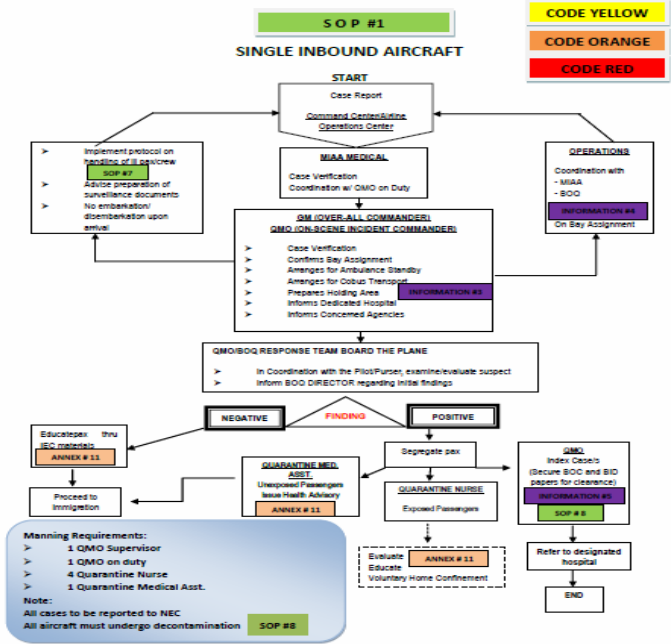 S O P #1
CODE YELLOW
CODE ORANGE
CODE RED
SINGLE INBOUND AIRCRAFT
START
Case Report
Command Center/Airline
Operations Center
➢ Implement protocol on
handling of ill pax/crew
SOP #7
➢ Advise preparation of
surveillance documents
➢ No embarkation/
disembarkation upon
arrival
MIAA MEDICAL
Case Verification
Coordination w/ QMO on Duty
OPERATIONS
Coordination with
- MIAA
- BOQ
INFORMATION #4
On Bay Assignment
GM (OVER-ALL COMMANDER)
QMO (ON-SCENE INCIDENT COMMANDER)
➢ Case Verification
➢ Confirms Bay Assignment
➢ Arranges for Ambulance Standby
➢ Arranges for Cobus Transport
➢ Prepares Holding Area
INFORMATION #3
➢ Informs Dedicated Hospital
➢ Informs Concerned Agencies
QMO/BOQ RESPONSE TEAM BOARD THE PLANE
➢ In Coordination with the Pilot/Purser, examine/evaluate suspect
➢ Inform BOQ DIRECTOR regarding initial findings
NEGATIVE
FINDING
POSITIVE
Educatepax thru
IEC materials
ANNEX # 11
Proceed to
Immigration
QUARANTINE MED.
ASST.
Unexposed Passengers
Issue Health Advisory
ANNEX # 11
Segregate pax
QUARANTINE NURSE
Exposed Passengers
Evaluate
ANNEX # 11
Educate
Voluntary Home Confinement
QMO
Index Case/s
(Secure BOC and BID
papers for clearance)
INFORMATION #5
SOP # 8
Refer to designated
hospital
END
Manning Requirements:
➢ 1 QMO Supervisor
➢ 1 QMO on duty
➢ 4 Quarantine Nurse
➢ 1 Quarantine Medical Asst.
Note:
All cases to be reported to NEC
All aircraft must undergo decontamination
SOP #8